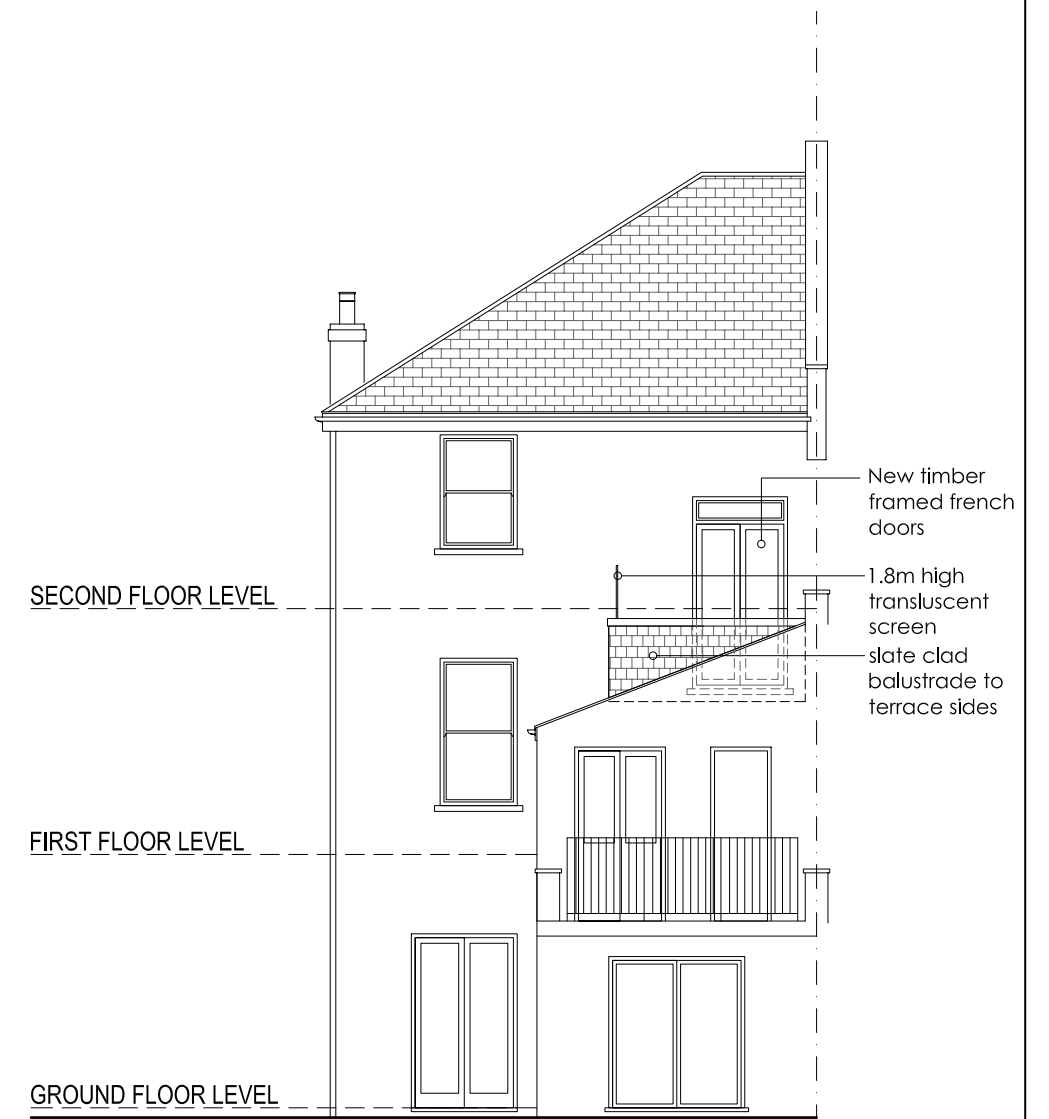 New timber
framed french
doors
1.8m high
transluscent
screen
slate clad
balustrade to
terrace sides
SECOND FLOOR LEVEL
FIRST FLOOR LEVEL
GROUND FLOOR LEVEL